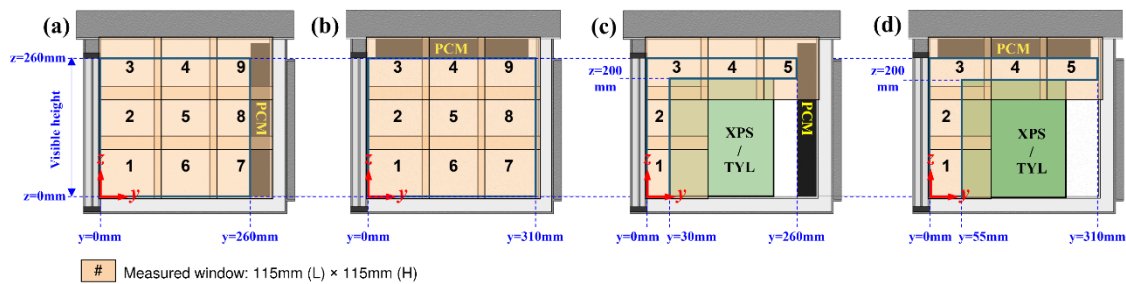 (a)
(b)
(c)
(d)
z=260mm
Visible height
z=0mm
3 4 9
2 5 8
1 6 7
PCM
z
y
y=0mm
y=260mm
PCM
3 4 9
2 5 8
1 6 7
z
y
y=0mm
y=310mm
z=200
mm
3 4 5
2
1
XPS
/
TYL
PCM
z
y
y=0mm
y=30mm
y=260mm
PCM
z=200
mm
3 4 5
2
1
XPS
/
TYL
z
y
y=0mm
y=55mm
y=310mm
# Measured window: 115mm (L) × 115mm (H)